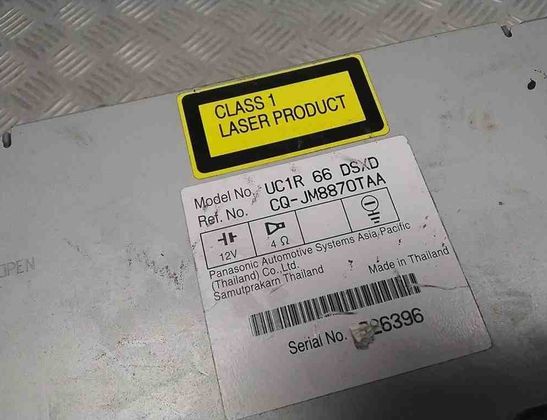 CLASS 1
LASER PRODUCT
Model No. UC1R 66 DSXD
Ref. No. CQ-JM8870TAA
12V 4 Ω
Panasonic Automotive Systems Asia Pacific
(Thailand) Co., Ltd.
Samutprakarn Thailand Made in Thailand
Serial No. 26396
OPEN